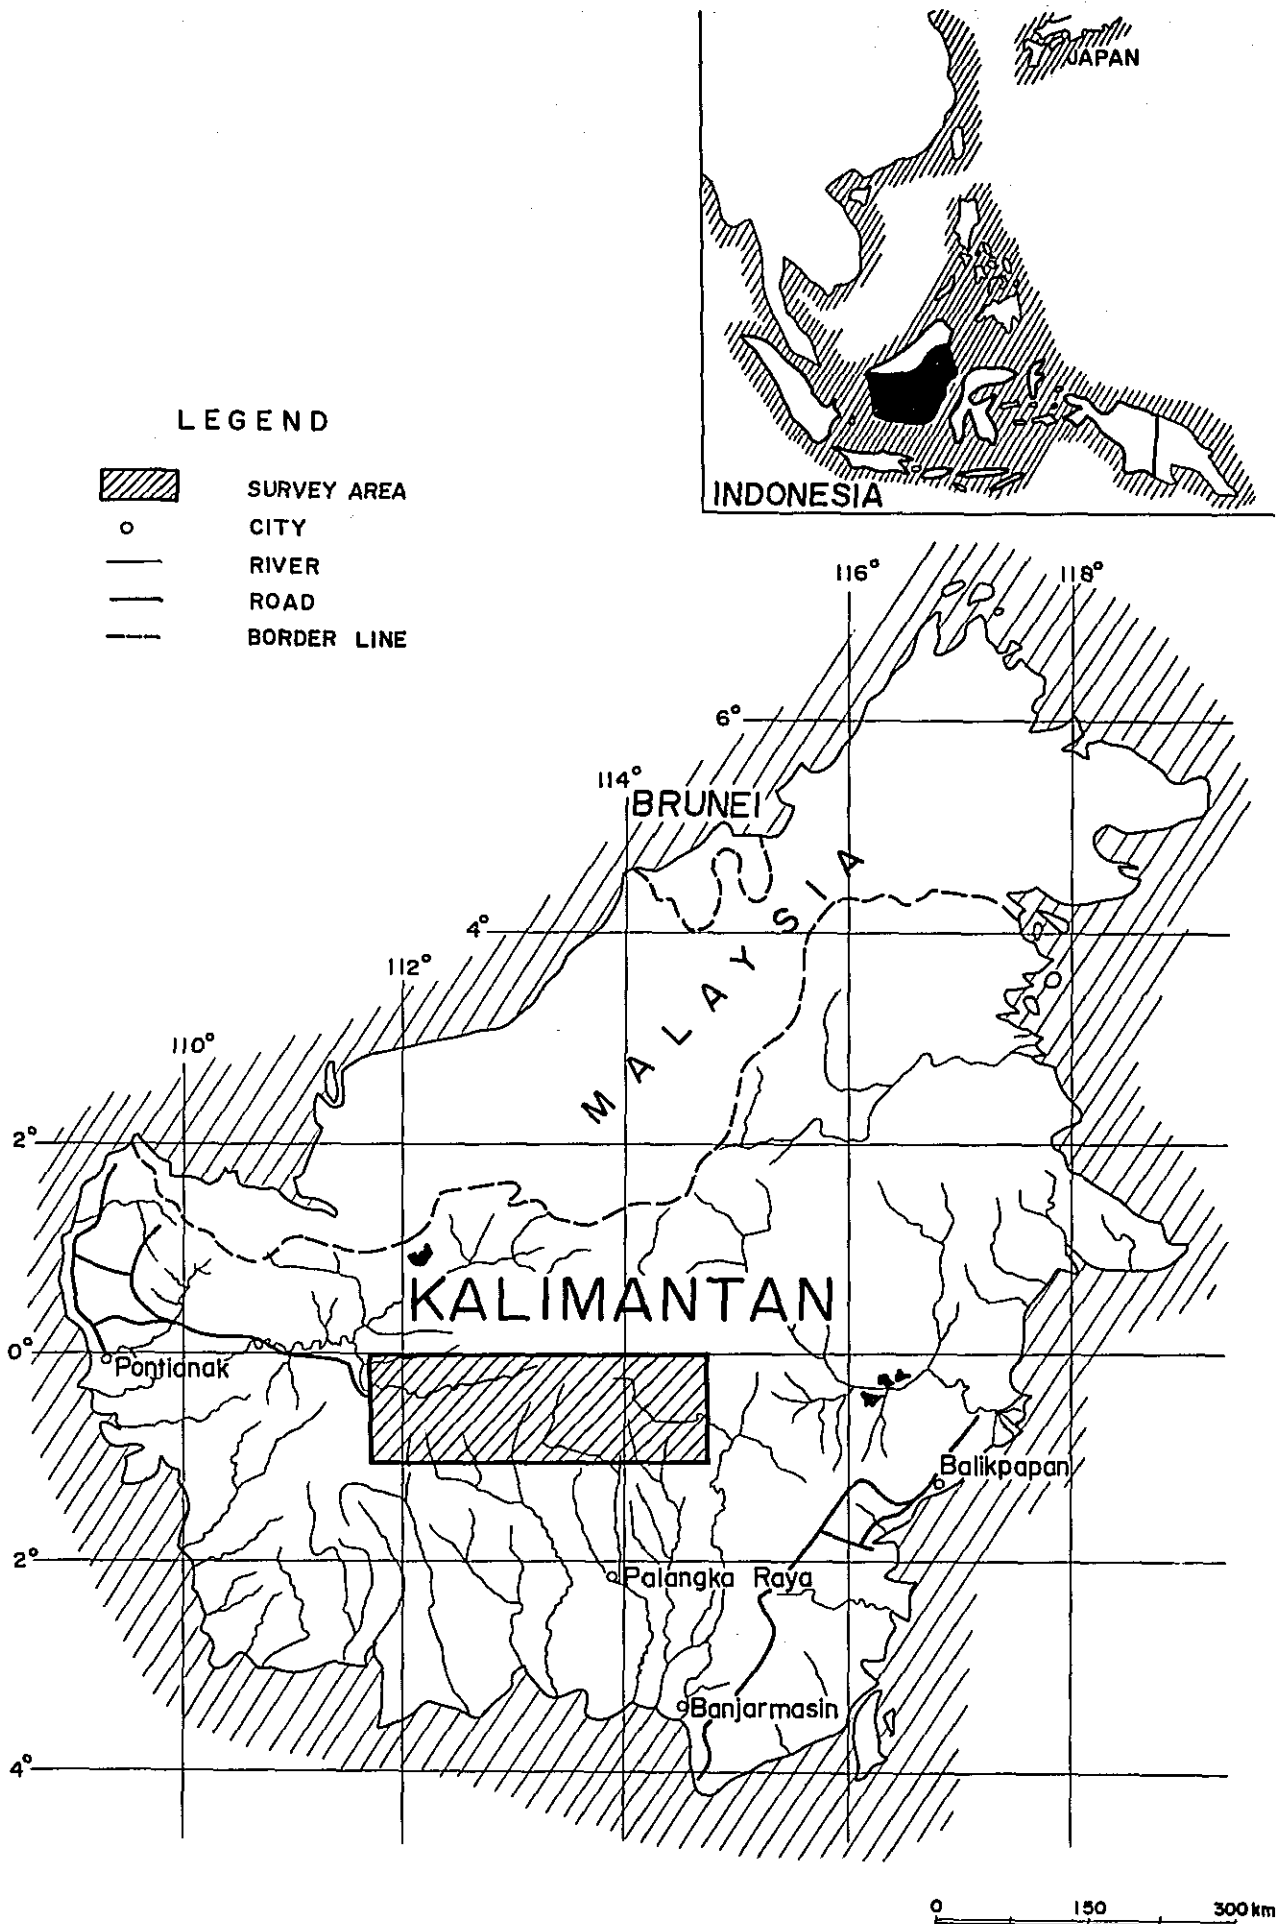 JAPAN
INDONESIA
LEGEND
SURVEY AREA
CITY
RIVER
ROAD
BORDER LINE
116°
118°
6°
114°
BRUNEI
MALAYSIA
4°
112°
110°
2°
KALIMANTAN
0°
Pontianak
Balikpapan
2°
Palangka Raya
Banjarmasin
4°
0 150 300 km